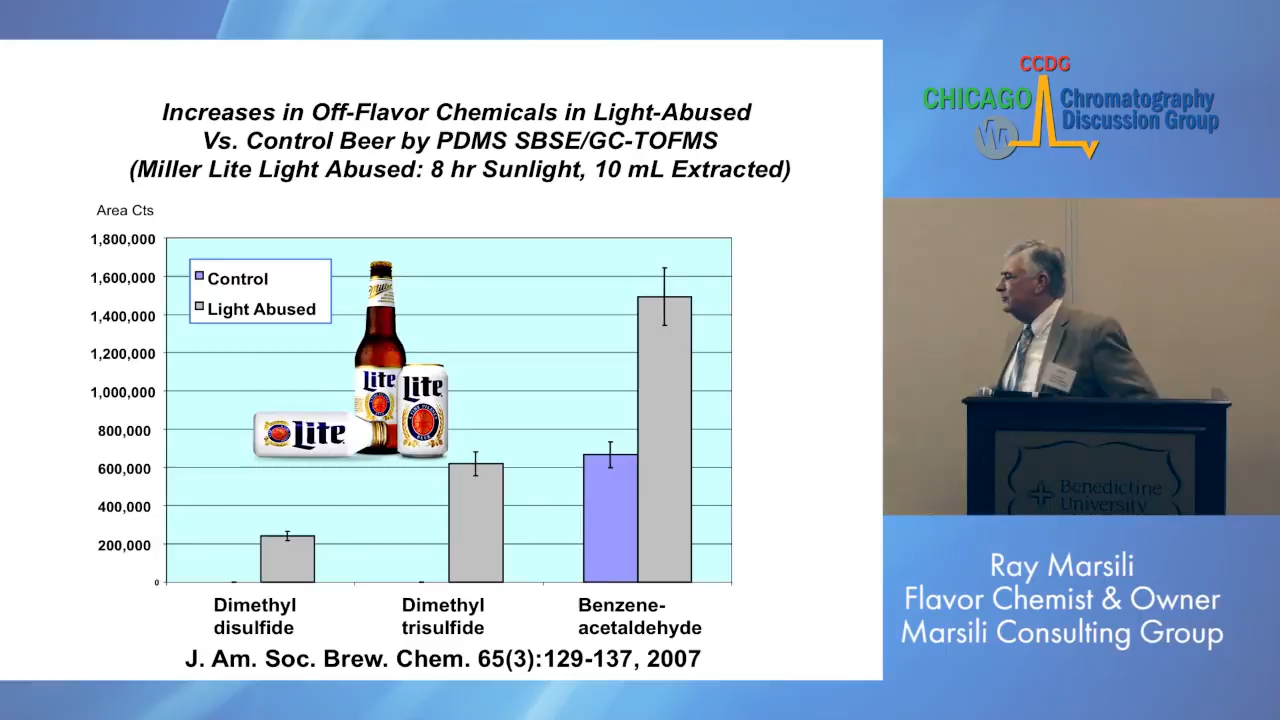 Increases in Off-Flavor Chemicals in Light-Abused
Vs. Control Beer by PDMS SBSE/GC-TOFMS
(Miller Lite Light Abused: 8 hr Sunlight, 10 mL Extracted)
Area Cts
1,800,000
1,600,000
1,400,000
1,200,000
1,000,000
800,000
600,000
400,000
200,000
0
Control
Light Abused
Lite
Lite
Lite
Dimethyl
disulfide
Dimethyl
trisulfide
Benzene-
acetaldehyde
J. Am. Soc. Brew. Chem. 65(3):129-137, 2007
CCDG
CHICAGO
Chromatography
Discussion Group
Benedictine
University
Ray Marsili
Flavor Chemist & Owner
Marsili Consulting Group